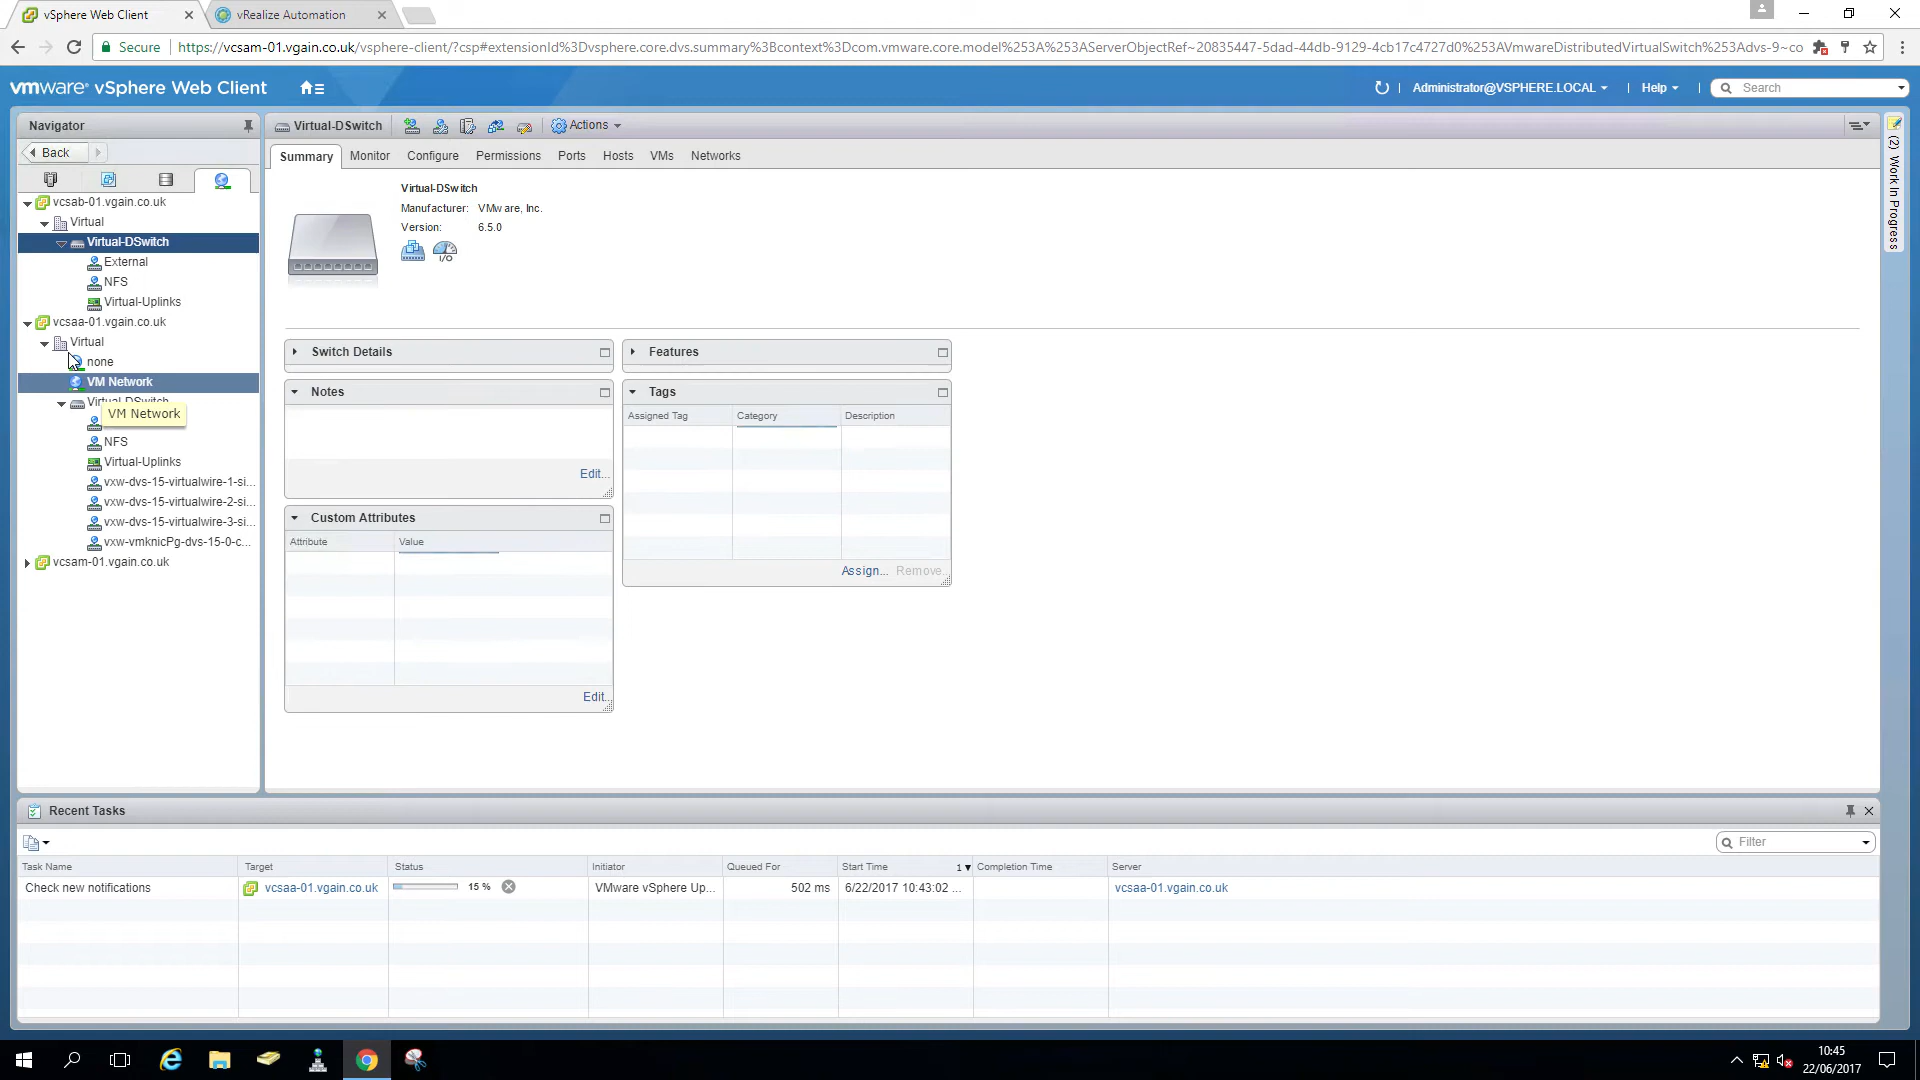 vSphere Web Client
vRealize Automation
Secure
https://vcsam-01.vgain.co.uk/vsphere-client/?csp#extensionId%3Dvsphere.core.dvs.summary%3Bcontext%3Dcom.vmware.core.model%253A%253AServerObjectRef~20835447-5dad-44db-9129-4cb17c4727d0%253AVmwareDistributedVirtualSwitch%253Advs-9~co
vmware® vSphere Web Client
Administrator@VSPHERE.LOCAL
Help
Search
Navigator
Back
vcsab-01.vgain.co.uk
Virtual
Virtual-DSwitch
External
NFS
Virtual-Uplinks
vcsaa-01.vgain.co.uk
Virtual
none
VM Network
Virtual-DSwitch
VM Network
NFS
Virtual-Uplinks
vxw-dvs-15-virtualwire-1-si...
vxw-dvs-15-virtualwire-2-si...
vxw-dvs-15-virtualwire-3-si...
vxw-vmknicPg-dvs-15-0-c...
vcsam-01.vgain.co.uk
Virtual-DSwitch
Actions
Summary Monitor Configure Permissions Ports Hosts VMs Networks
Virtual-DSwitch
Manufacturer: VMware, Inc.
Version: 6.5.0
I/O
Switch Details
Features
Notes
Edit...
Tags
Assigned Tag Category Description
Assign... Remove...
Custom Attributes
Attribute Value
Edit...
(2) Work In Progress
Recent Tasks
Filter
Task Name Target Status Initiator Queued For Start Time 1 Completion Time Server
Check new notifications vcsaa-01.vgain.co.uk 15 % VMware vSphere Up... 502 ms 6/22/2017 10:43:02 ... vcsaa-01.vgain.co.uk
10:45
22/06/2017